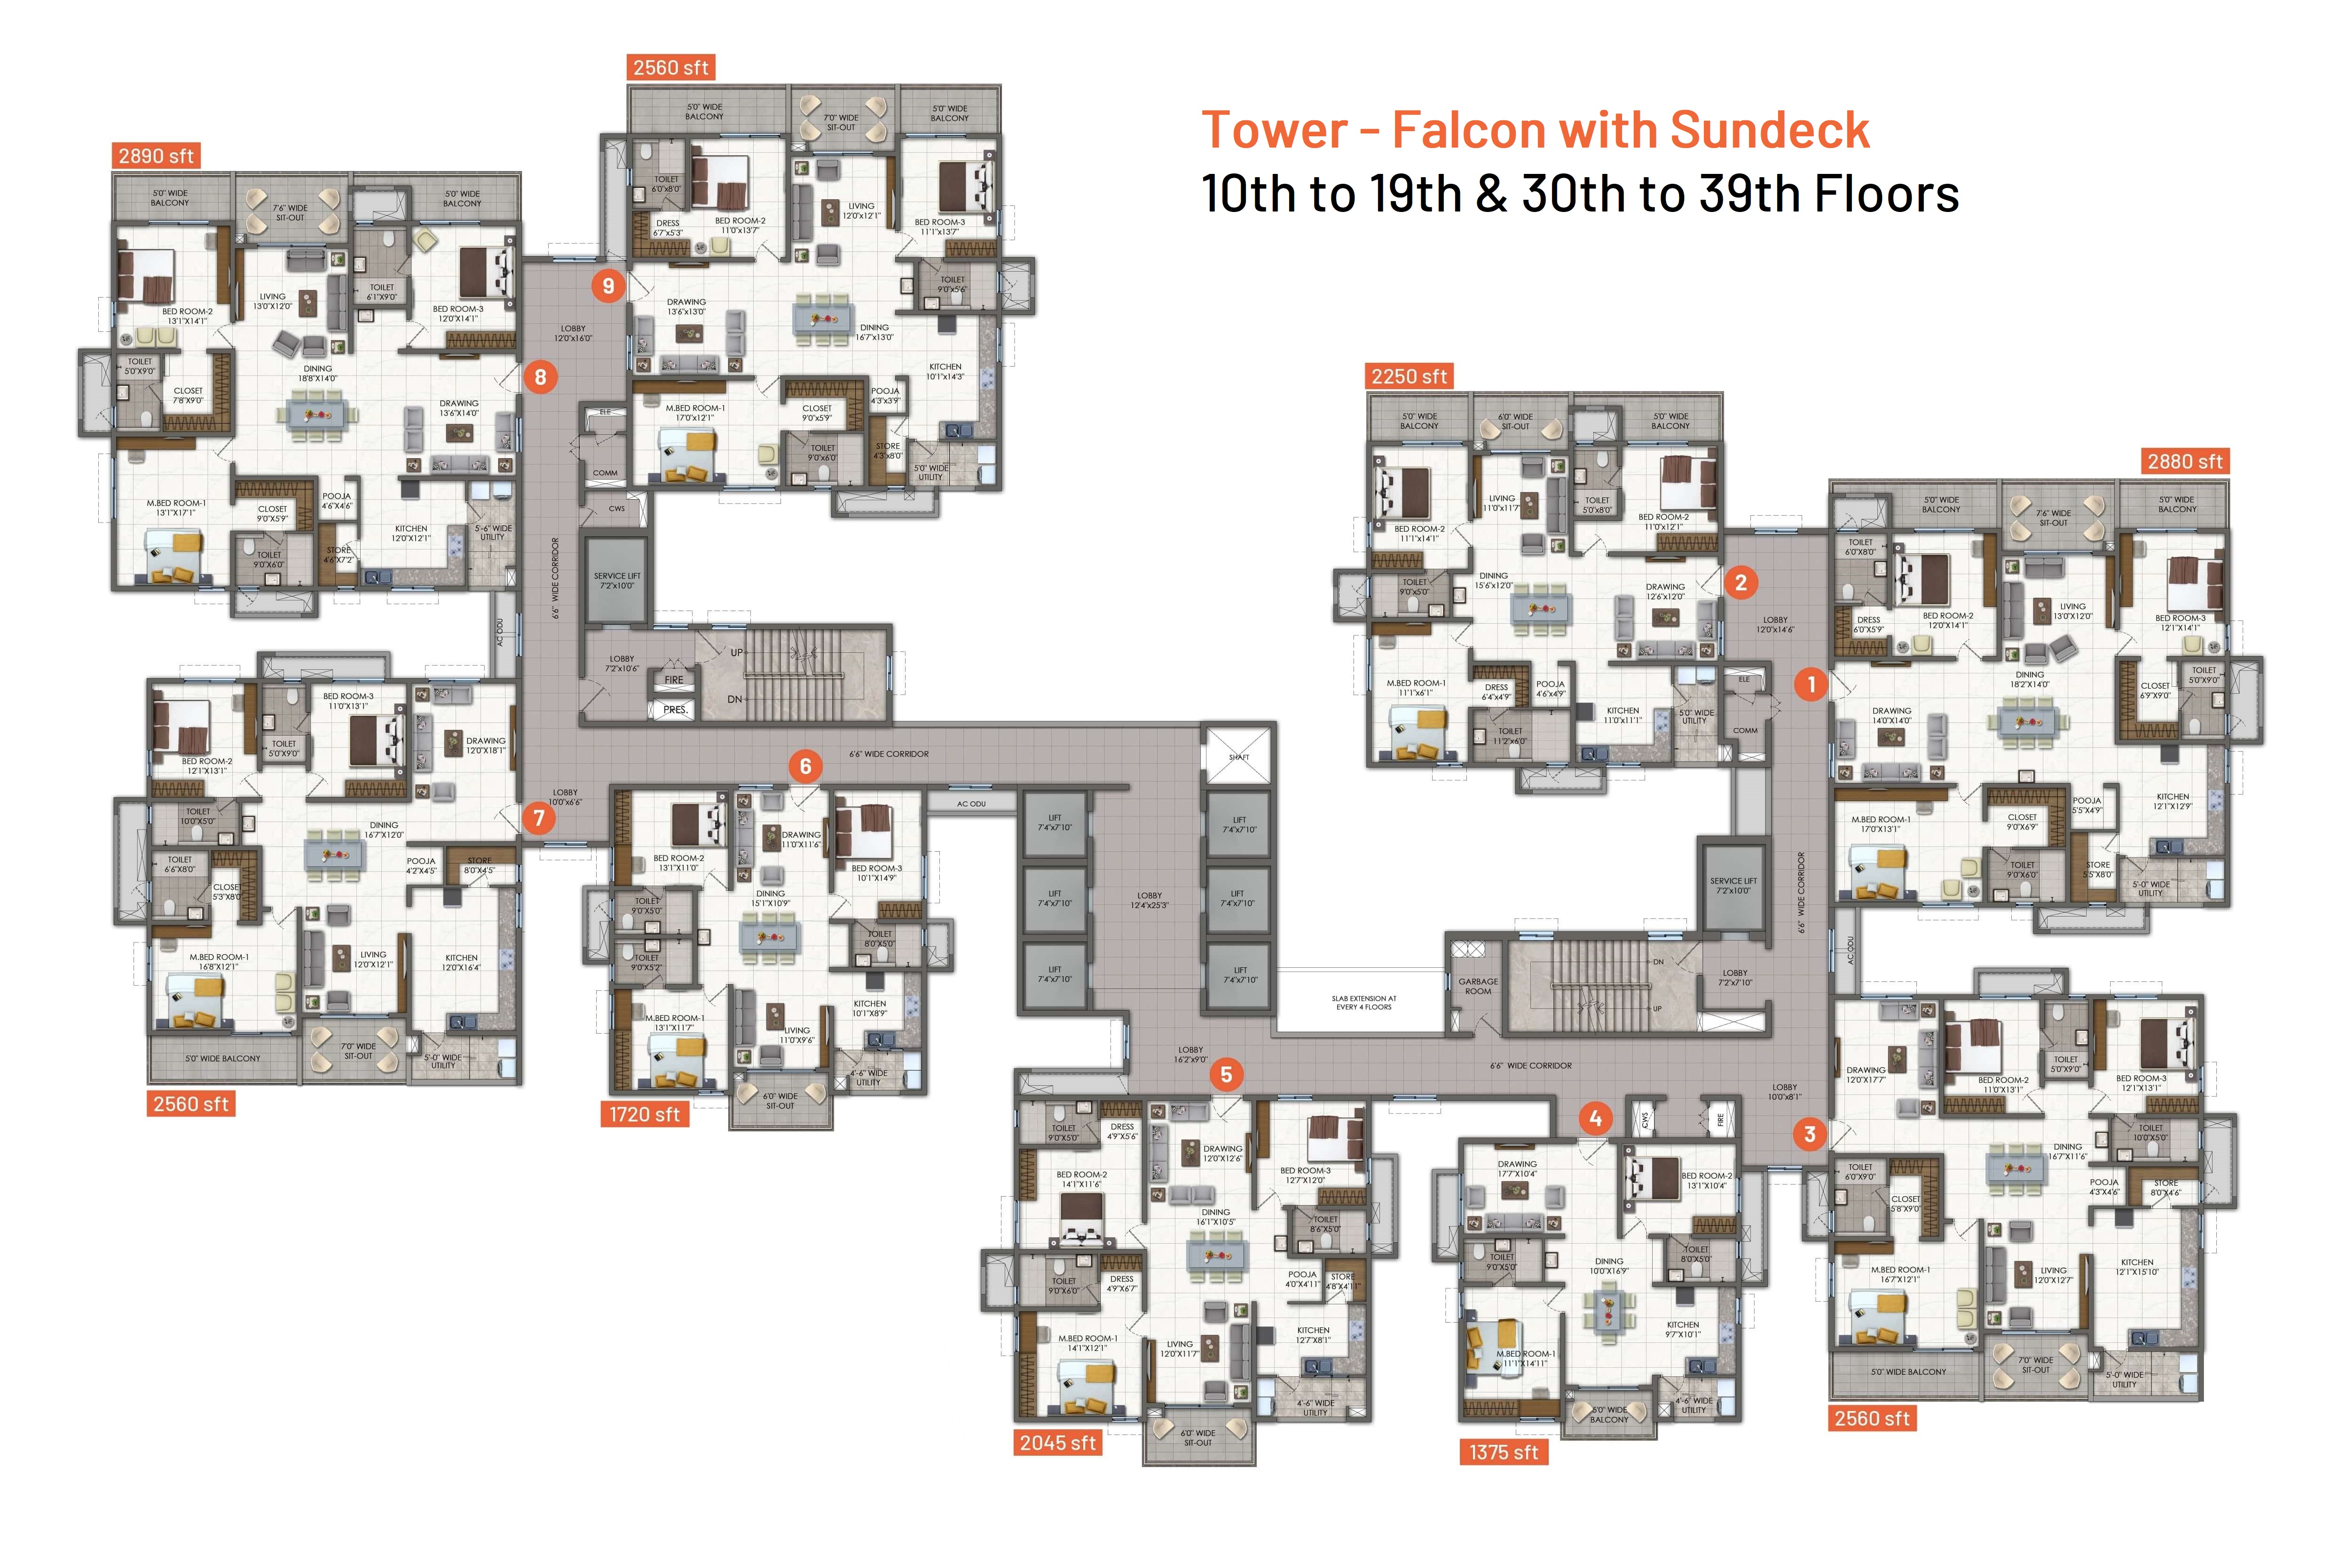 Tower - Falcon with Sundeck
10th to 19th & 30th to 39th Floors
2560 sft
5'0" WIDE
BALCONY
7'0" WIDE
SIT-OUT
5'0" WIDE
BALCONY
TOILET
6'0"x8'0"
DRESS
6'7"x5'3"
BED ROOM-2
11'0"x13'7"
LIVING
12'0"x12'1"
BED ROOM-3
11'1"x13'7"
TOILET
9'0"x5'6"
9
DRAWING
13'6"x13'0"
DINING
16'7"x13'0"
KITCHEN
10'1"x14'3"
M.BED ROOM-1
17'0"x12'1"
CLOSET
9'0"x5'9"
POOJA
4'3"x3'9"
TOILET
9'0"x6'0"
STORE
4'3"x8'0"
5'0" WIDE
UTILITY
2890 sft
5'0" WIDE
BALCONY
7'6" WIDE
SIT-OUT
5'0" WIDE
BALCONY
BED ROOM-2
13'1"X14'1"
LIVING
13'0"X12'0"
TOILET
6'1"X9'0"
BED ROOM-3
12'0"X14'1"
TOILET
5'0"X9'0"
CLOSET
7'8"X9'0"
DINING
18'8"X14'0"
DRAWING
13'6"X14'0"
8
M.BED ROOM-1
13'1"X17'1"
CLOSET
9'0"X5'9"
POOJA
4'6"X4'6"
TOILET
9'0"X6'0"
STORE
4'6"X7'2"
KITCHEN
12'0"X12'1"
5'-6" WIDE
UTILITY
LOBBY
12'0"x16'0"
ELE
COMM
CWS
SERVICE LIFT
7'2"x10'0"
6'6" WIDE CORRIDOR
AC ODU
LOBBY
7'2"x10'6"
FIRE
PRES.
UP
DN
6'6" WIDE CORRIDOR
SHAFT
LOBBY
10'0"x6'6"
7
BED ROOM-2
12'1"X13'1"
TOILET
5'0"X9'0"
BED ROOM-3
11'0"X13'1"
DRAWING
12'0"X18'1"
TOILET
10'0"X5'0"
DINING
16'7"X12'0"
TOILET
6'6"X8'0"
CLOSET
5'3"X8'0"
POOJA
4'2"X4'5"
STORE
8'0"X4'5"
M.BED ROOM-1
16'8"X12'1"
LIVING
12'0"X12'1"
KITCHEN
12'0"X16'4"
5'0" WIDE BALCONY
7'0" WIDE
SIT-OUT
5'-0" WIDE
UTILITY
2560 sft
6
BED ROOM-2
13'1"X11'0"
DRAWING
11'0"X11'6"
BED ROOM-3
10'1"X14'9"
DINING
15'1"X10'9"
TOILET
9'0"X5'0"
TOILET
9'0"X5'2"
TOILET
8'0"X5'0"
M.BED ROOM-1
13'1"X11'7"
LIVING
11'0"X9'6"
KITCHEN
10'1"X8'9"
4'-6" WIDE
UTILITY
6'0" WIDE
SIT-OUT
1720 sft
AC ODU
LIFT
7'4"x7'10"
LIFT
7'4"x7'10"
LIFT
7'4"x7'10"
LOBBY
12'4"x25'3"
LIFT
7'4"x7'10"
LIFT
7'4"x7'10"
LIFT
7'4"x7'10"
SLAB EXTENSION AT
EVERY 4 FLOORS
GARBAGE
ROOM
DN
UP
LOBBY
7'2"x7'10"
SERVICE LIFT
7'2"x10'0"
LOBBY
16'2"x9'0"
6'6" WIDE CORRIDOR
LOBBY
10'0"x8'1"
CWS
FIRE
5
TOILET
9'0"X5'0"
DRESS
4'9"X5'6"
DRAWING
12'0"X12'6"
BED ROOM-3
12'7"X12'0"
BED ROOM-2
14'1"X11'6"
DINING
16'1"X10'5"
TOILET
8'6"X5'0"
TOILET
9'0"X6'0"
DRESS
4'9"X6'7"
POOJA
4'0"X4'11"
STORE
4'8"X4'11"
M.BED ROOM-1
14'1"X12'1"
LIVING
12'0"X11'7"
KITCHEN
12'7"X8'1"
4'-6" WIDE
UTILITY
6'0" WIDE
SIT-OUT
2045 sft
4
DRAWING
17'7"X10'4"
BED ROOM-2
13'1"X10'4"
TOILET
9'0"X5'0"
DINING
10'0"X16'9"
TOILET
8'0"X5'0"
M.BED ROOM-1
11'1"X14'11"
KITCHEN
9'7"X10'1"
4'-6" WIDE
UTILITY
5'0" WIDE
BALCONY
1375 sft
2250 sft
5'0" WIDE
BALCONY
6'0" WIDE
SIT-OUT
5'0" WIDE
BALCONY
BED ROOM-2
11'1"x14'1"
LIVING
11'0"x11'7"
TOILET
5'0"x8'0"
BED ROOM-2
11'0"x12'1"
TOILET
9'0"x5'0"
DINING
15'6"x12'0"
DRAWING
12'6"x12'0"
2
M.BED ROOM-1
11'1"x6'1"
DRESS
6'4"x4'9"
POOJA
4'6"x4'9"
TOILET
11'2"x6'0"
KITCHEN
11'0"x11'1"
5'0" WIDE
UTILITY
LOBBY
12'0"x14'6"
ELE
COMM
6'6" WIDE CORRIDOR
AC ODU
2880 sft
5'0" WIDE
BALCONY
7'6" WIDE
SIT-OUT
5'0" WIDE
BALCONY
TOILET
6'0"X8'0"
DRESS
6'0"X5'9"
BED ROOM-2
12'0"X14'1"
LIVING
13'0"X12'0"
BED ROOM-3
12'1"X14'1"
1
DRAWING
14'0"X14'0"
DINING
18'2"X14'0"
CLOSET
6'9"X9'0"
TOILET
5'0"X9'0"
M.BED ROOM-1
17'0"X13'1"
CLOSET
9'0"X6'9"
POOJA
5'5"X4'9"
KITCHEN
12'1"X12'9"
TOILET
9'0"X6'0"
STORE
5'5"X8'0"
5'-0" WIDE
UTILITY
3
DRAWING
12'0"X17'7"
BED ROOM-2
11'0"X13'1"
TOILET
5'0"X9'0"
BED ROOM-3
12'1"X13'1"
TOILET
10'0"X5'0"
DINING
16'7"X11'6"
TOILET
6'0"X9'0"
CLOSET
5'8"X9'0"
POOJA
4'3"X4'6"
STORE
8'0"X4'6"
M.BED ROOM-1
16'7"X12'1"
LIVING
12'0"X12'7"
KITCHEN
12'1"X15'10"
5'0" WIDE BALCONY
7'0" WIDE
SIT-OUT
5'-0" WIDE
UTILITY
2560 sft